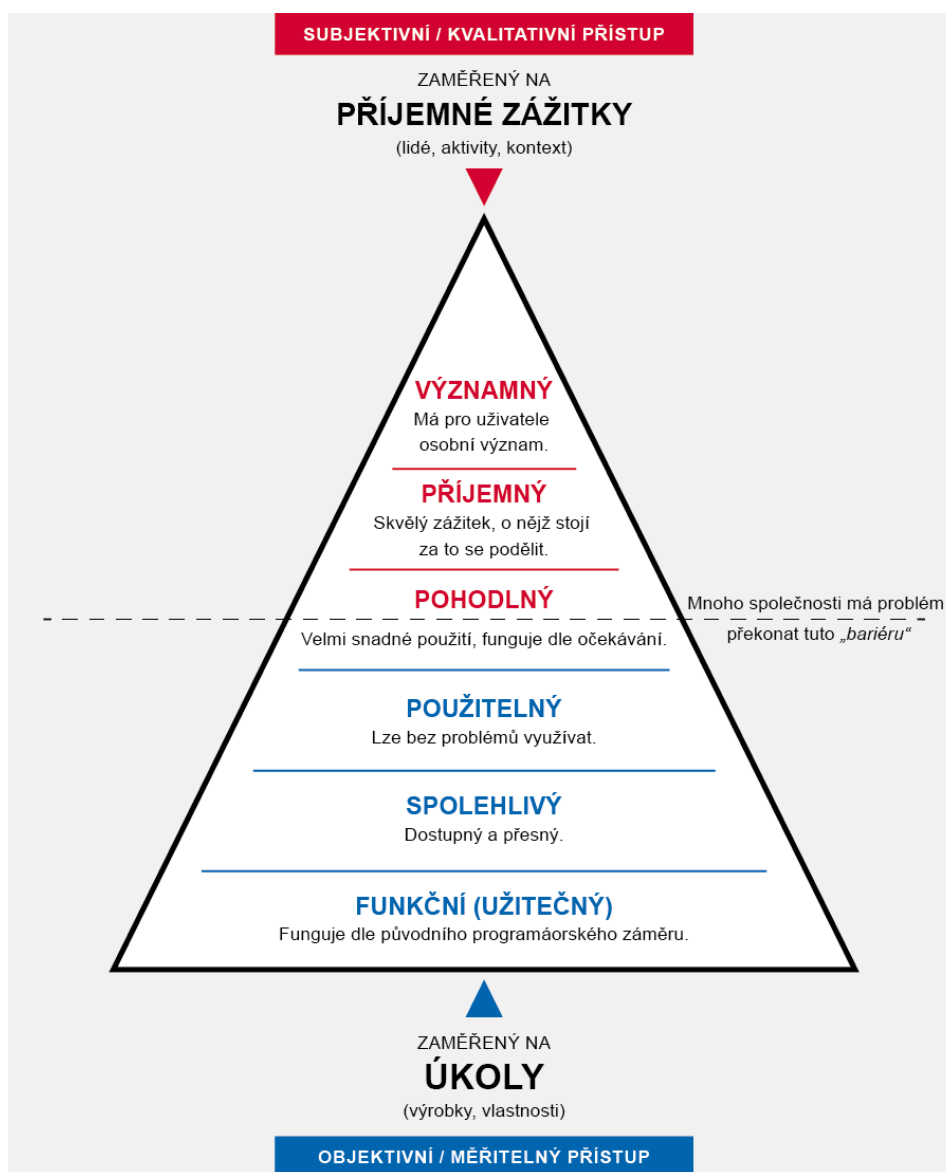 SUBJEKTIVNÍ / KVALITATIVNÍ PŘÍSTUP
ZAMĚŘENÝ NA
PŘÍJEMNÉ ZÁŽITKY
(lidé, aktivity, kontext)
VÝZNAMNÝ
Má pro uživatele
osobní význam.
PŘÍJEMNÝ
Skvělý zážitek, o nějž stojí
za to se podělit.
POHODLNÝ
Mnoho společnosti má problém
překonat tuto „bariéru“
Velmi snadné použití, funguje dle očekávání.
POUŽITELNÝ
Lze bez problémů využívat.
SPOLEHLIVÝ
Dostupný a přesný.
FUNKČNÍ (UŽITEČNÝ)
Funguje dle původního programáorského záměru.
ZAMĚŘENÝ NA
ÚKOLY
(výrobky, vlastnosti)
OBJEKTIVNÍ / MĚŘITELNÝ PŘÍSTUP